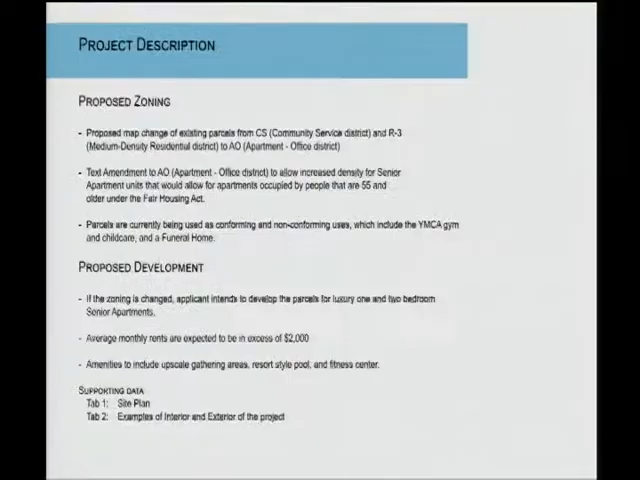 PROJECT DESCRIPTION
PROPOSED ZONING
- Proposed map change of existing parcels from CS (Community Service district) and R-3
(Medium-Density Residential district) to AO (Apartment - Office district)
- Text Amendment to AO (Apartment - Office district) to allow increased density for Senior
Apartment units that would allow for apartments occupied by people that are 55 and
older under the Fair Housing Act.
- Parcels are currently being used as conforming and non-conforming uses, which include the YMCA gym
and childcare, and a Funeral Home.
PROPOSED DEVELOPMENT
- If the zoning is changed, applicant intends to develop the parcels for luxury one and two bedroom
Senior Apartments.
- Average monthly rents are expected to be in excess of $2,000
- Amenities to include upscale gathering areas, resort style pool, and fitness center.
SUPPORTING DATA
Tab 1: Site Plan
Tab 2: Examples of Interior and Exterior of the project